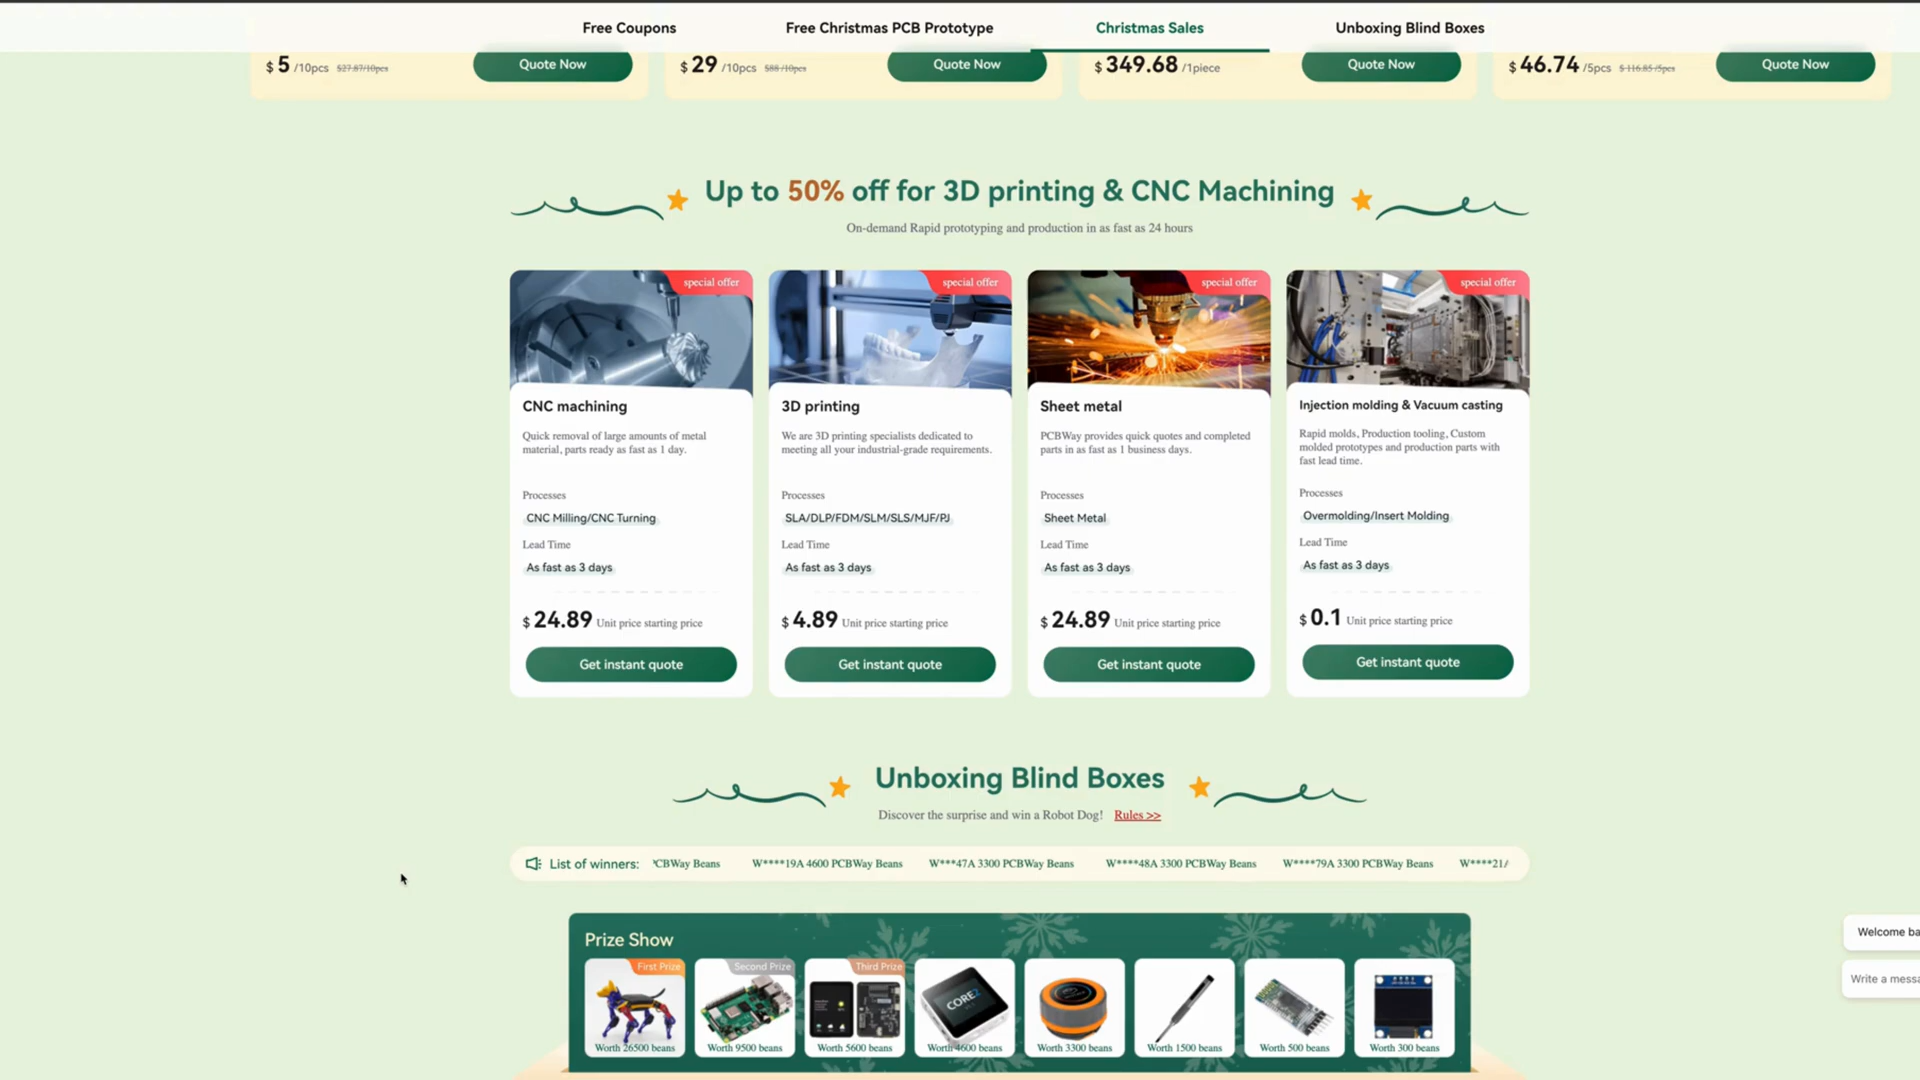 Free Coupons
Free Christmas PCB Prototype
Christmas Sales
Unboxing Blind Boxes
$ 5 /10pcs $27.87/10pcs
Quote Now
$ 29 /10pcs $88 /10pcs
Quote Now
$ 349.68 /1piece
Quote Now
$ 46.74 /5pcs $ 116.85 /5pcs
Quote Now
Up to 50% off for 3D printing & CNC Machining
On-demand Rapid prototyping and production in as fast as 24 hours
special offer
CNC machining
Quick removal of large amounts of metal
material, parts ready as fast as 1 day.
Processes
CNC Milling/CNC Turning
Lead Time
As fast as 3 days
$ 24.89 Unit price starting price
Get instant quote
special offer
3D printing
We are 3D printing specialists dedicated to
meeting all your industrial-grade requirements.
Processes
SLA/DLP/FDM/SLM/SLS/MJF/PJ
Lead Time
As fast as 3 days
$ 4.89 Unit price starting price
Get instant quote
special offer
Sheet metal
PCBWay provides quick quotes and completed
parts in as fast as 1 business days.
Processes
Sheet Metal
Lead Time
As fast as 3 days
$ 24.89 Unit price starting price
Get instant quote
special offer
Injection molding & Vacuum casting
Rapid molds, Production tooling, Custom
molded prototypes and production parts with
fast lead time.
Processes
Overmolding/Insert Molding
Lead Time
As fast as 3 days
$ 0.1 Unit price starting price
Get instant quote
Unboxing Blind Boxes
Discover the surprise and win a Robot Dog! Rules >>
List of winners: CBWay Beans W****19A 4600 PCBWay Beans W***47A 3300 PCBWay Beans W****48A 3300 PCBWay Beans W****79A 3300 PCBWay Beans W****21/
Prize Show
First Prize
Worth 26500 beans
Second Prize
Worth 9500 beans
Third Prize
Worth 5600 beans
CORE2
Worth 4600 beans
Worth 3300 beans
Worth 1500 beans
Worth 500 beans
Worth 300 beans
Welcome ba
Write a messa